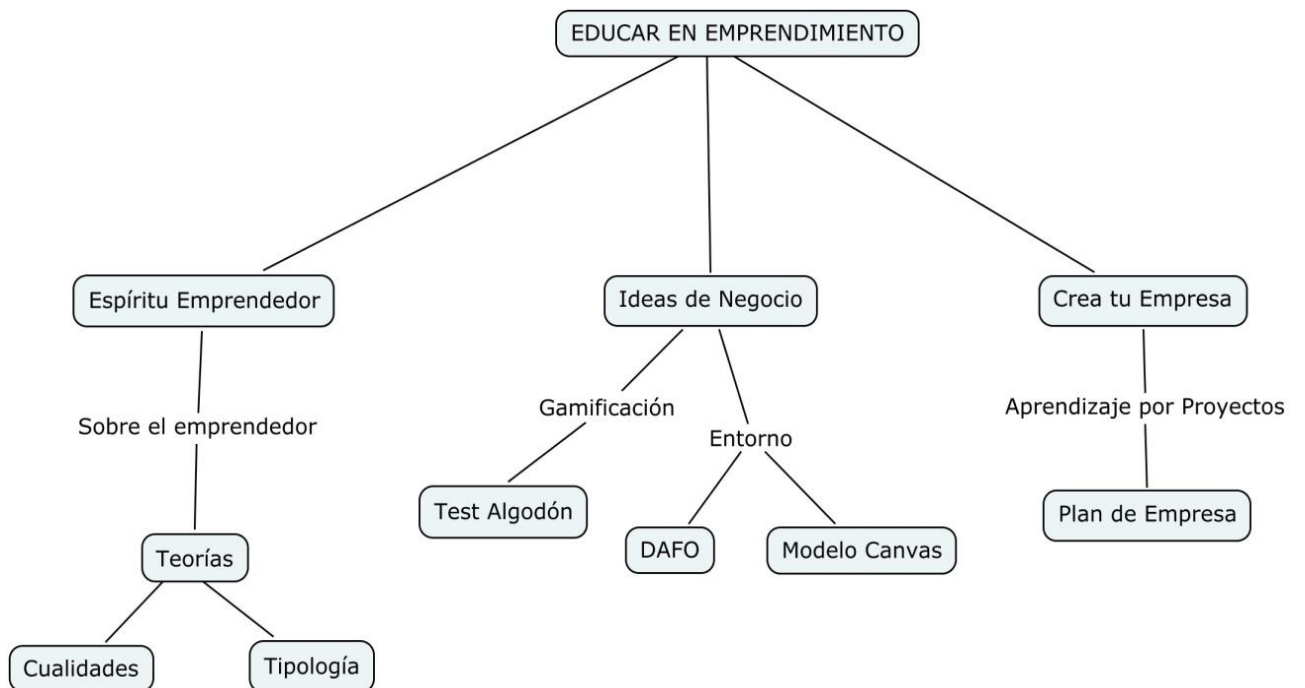 EDUCAR EN EMPRENDIMIENTO
Espíritu Emprendedor
Ideas de Negocio
Crea tu Empresa
Sobre el emprendedor
Gamificación
Entorno
Aprendizaje por Proyectos
Test Algodón
DAFO
Modelo Canvas
Plan de Empresa
Teorías
Cualidades
Tipología